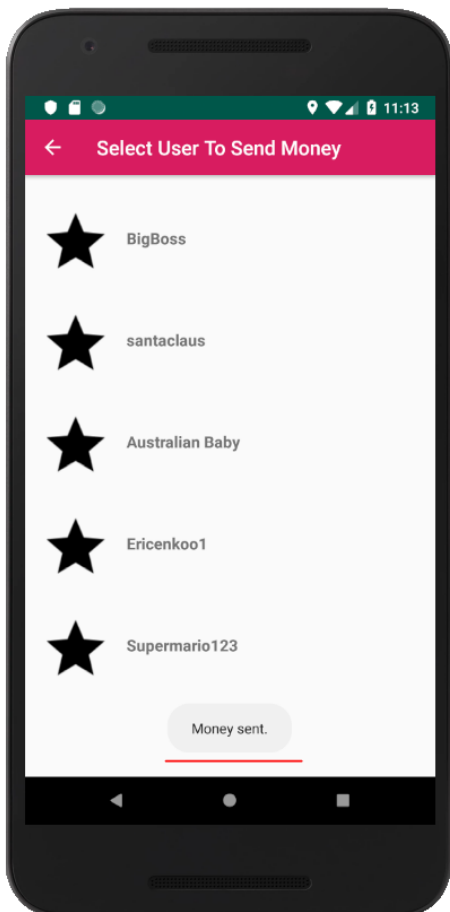 11:13
Select User To Send Money
BigBoss
santaclaus
Australian Baby
Ericenkoo1
Supermario123
Money sent.